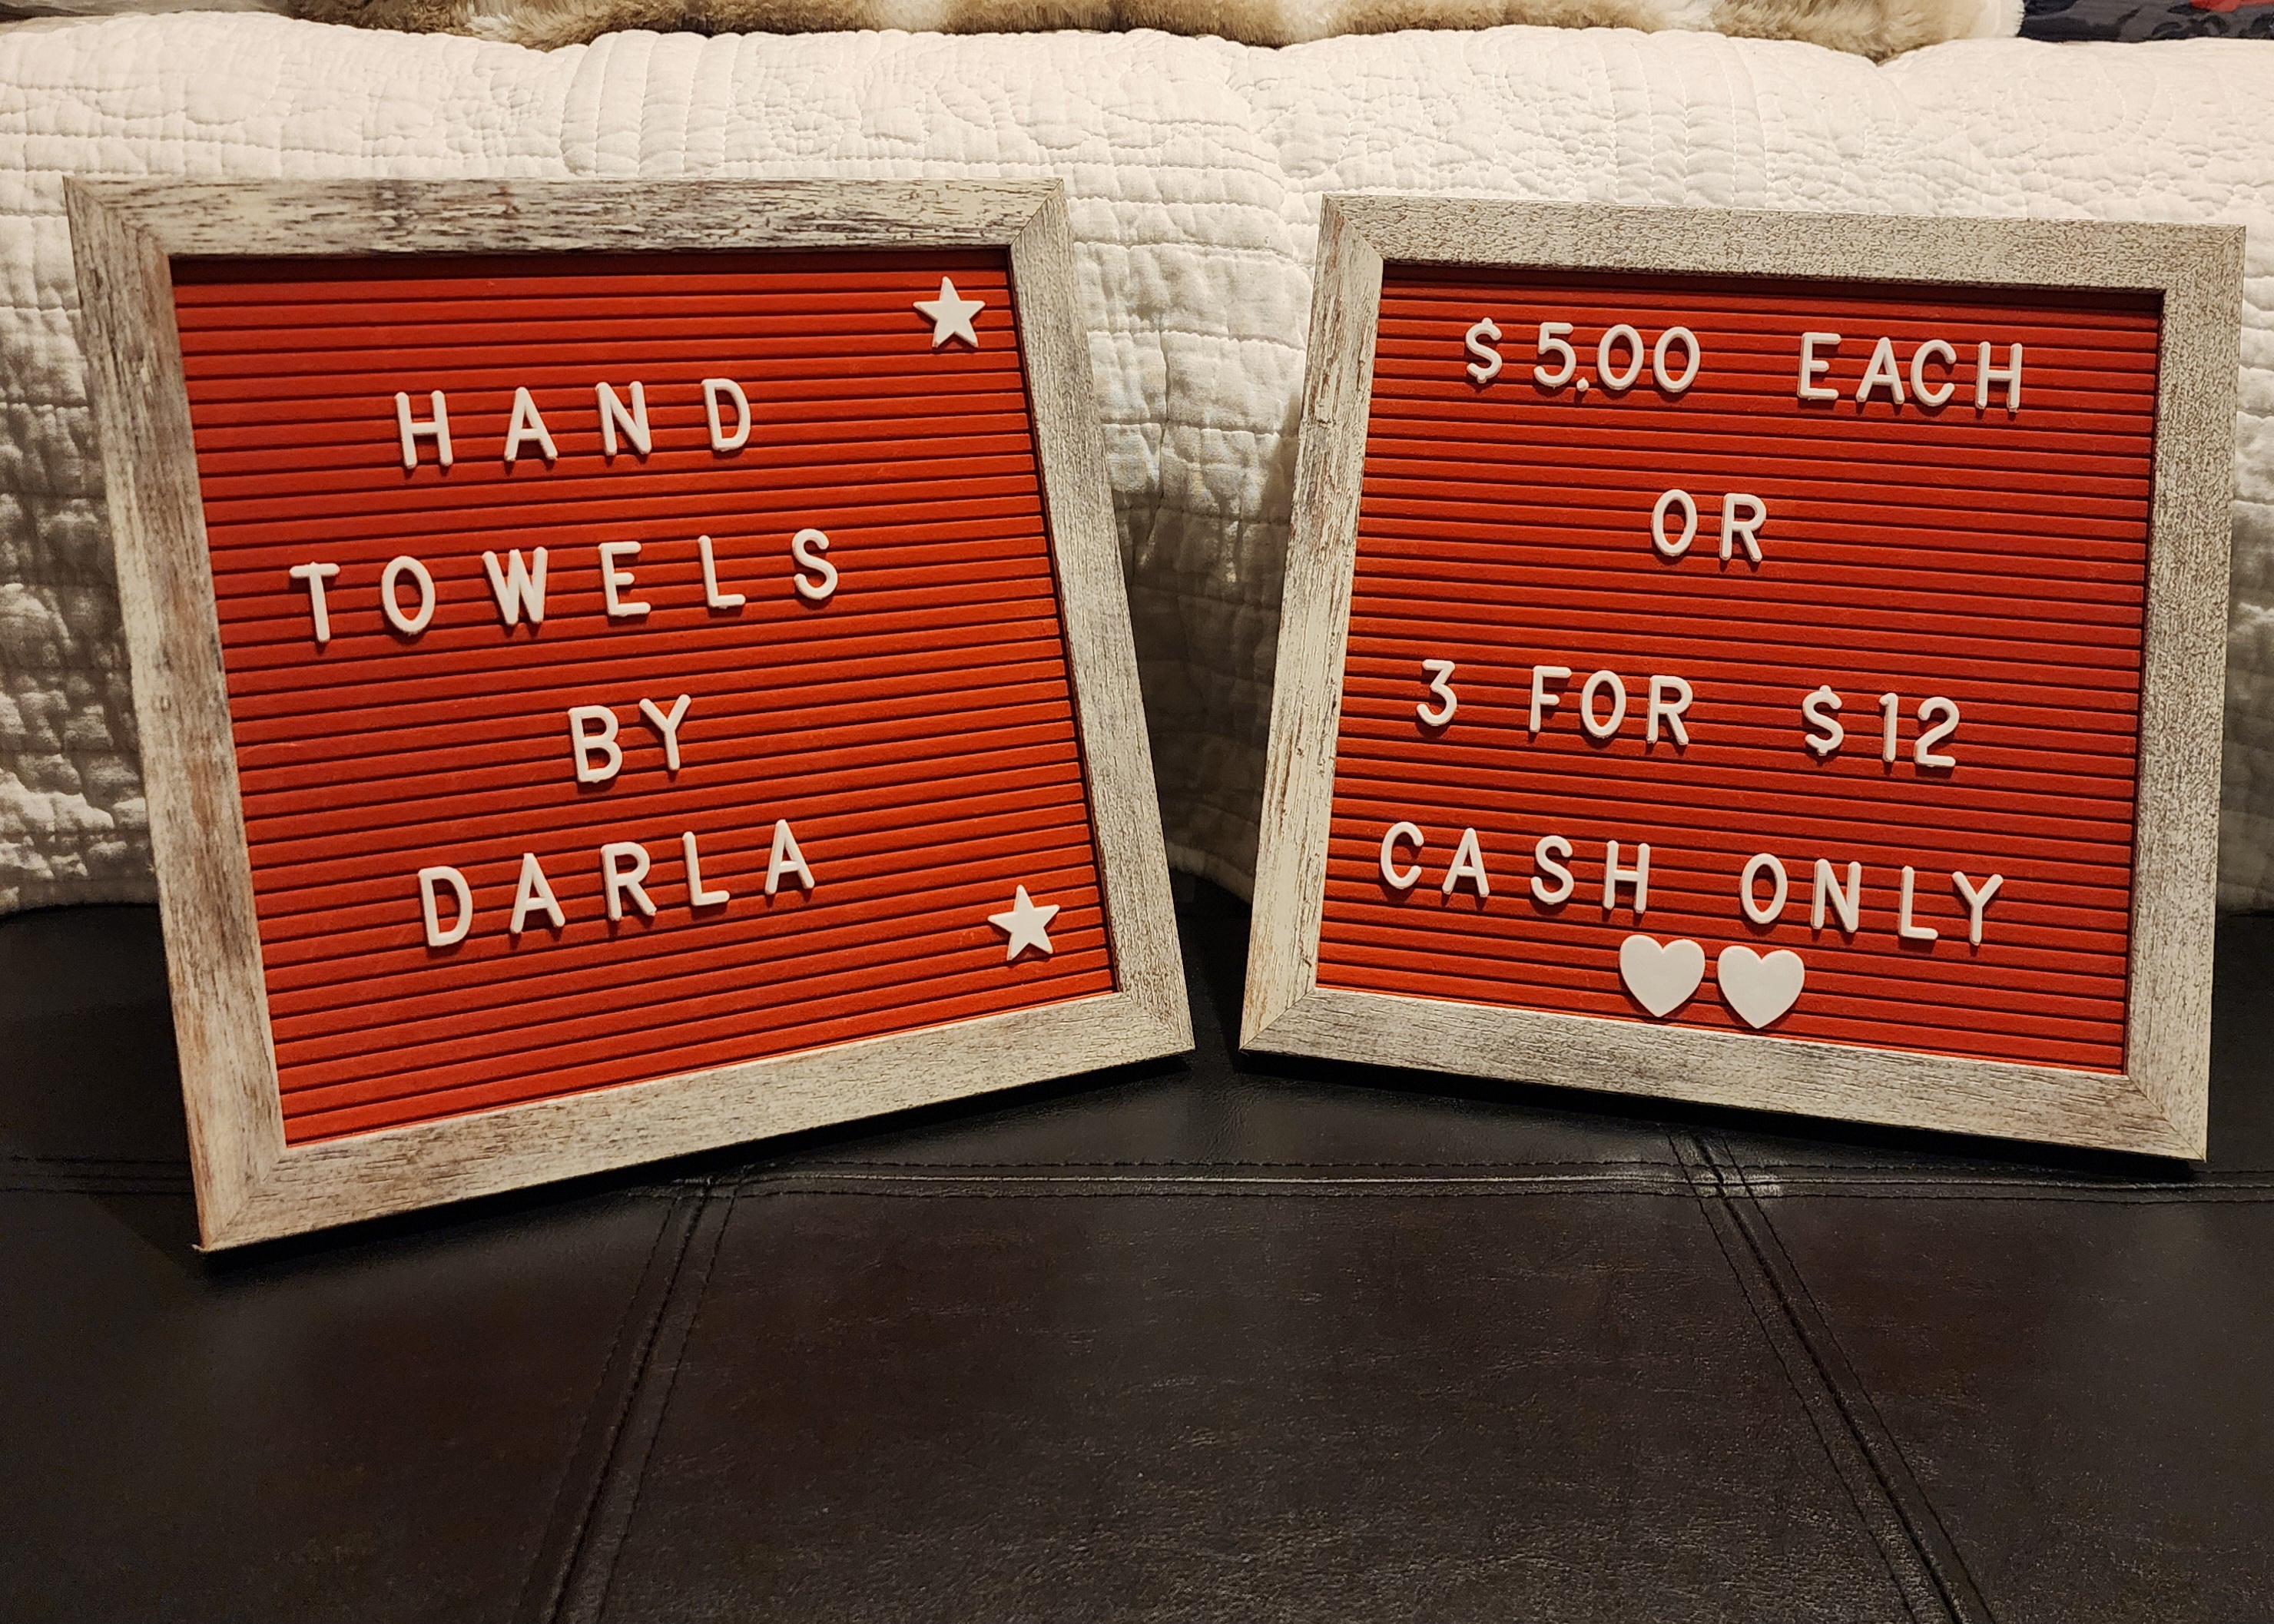 HAND
TOWELS
BY
DARLA
$5.00 EACH
OR
3 FOR $12
CASH ONLY